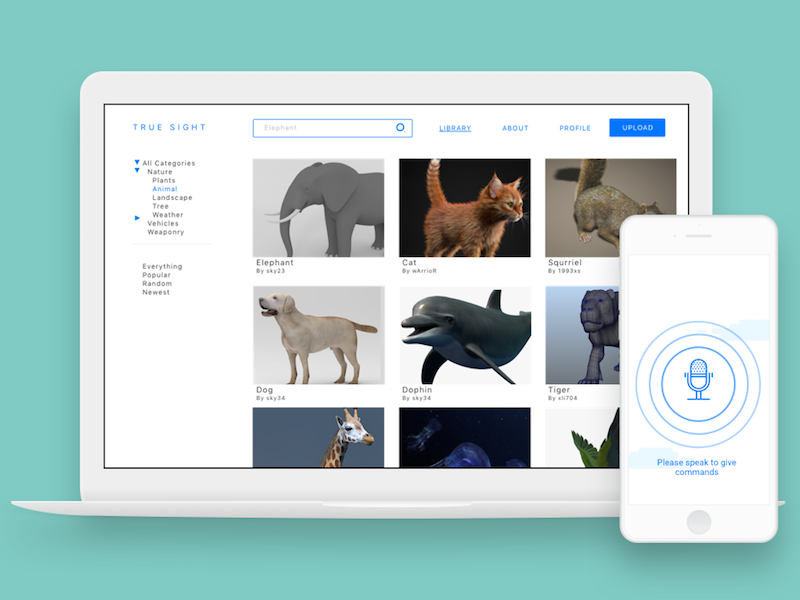 TRUE SIGHT
Elephant
LIBRARY
ABOUT
PROFILE
UPLOAD
All Categories
Nature
Plants
Animal
Landscape
Tree
Weather
Vehicles
Weaponry
Everything
Popular
Random
Newest
Elephant
By sky23
Cat
By wArrioR
Squrriel
By 1993xs
Dog
By sky34
Dophin
By sky34
Tiger
By xli704
Please speak to give
commands